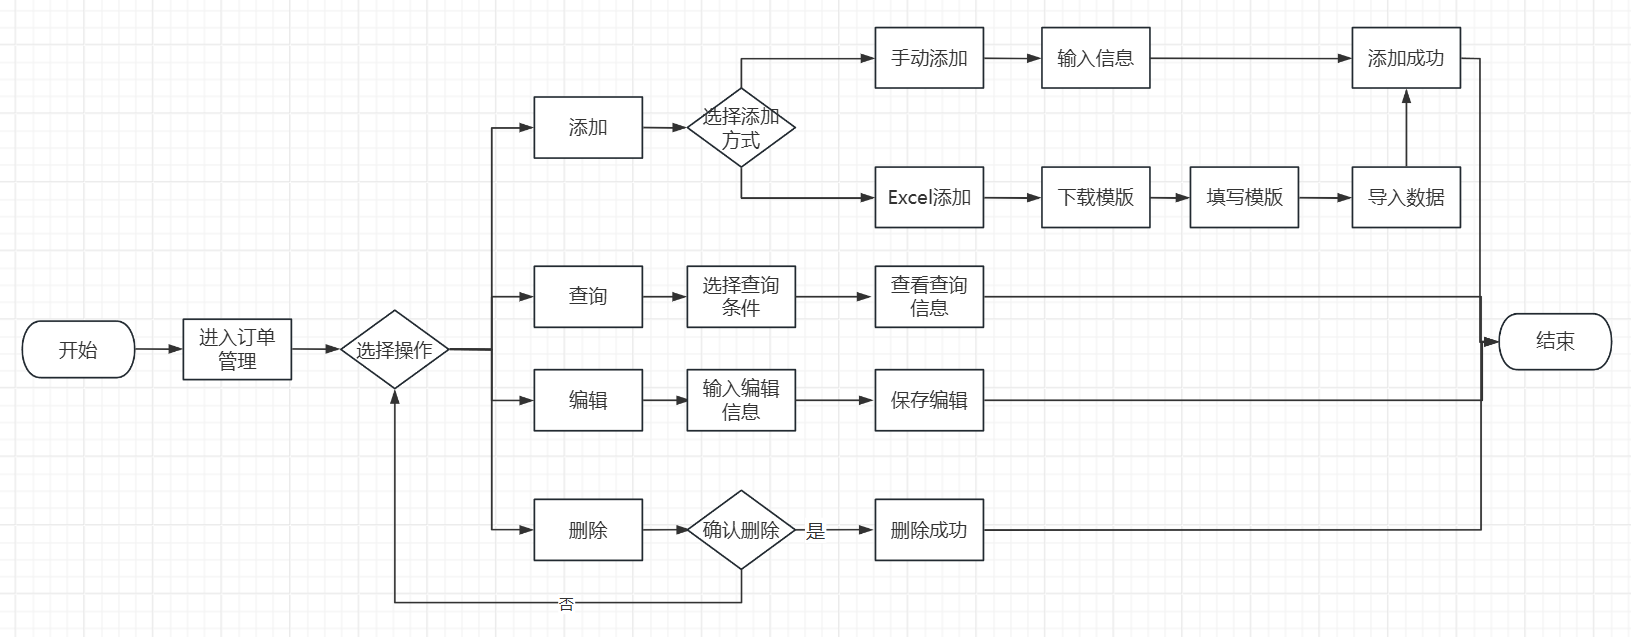 手动添加
输入信息
添加成功
添加
选择添加
方式
Excel添加
下载模版
填写模版
导入数据
查询
选择查询
条件
查看查询
信息
开始
进入订单
管理
选择操作
结束
编辑
输入编辑
信息
保存编辑
删除
确认删除
是
删除成功
否